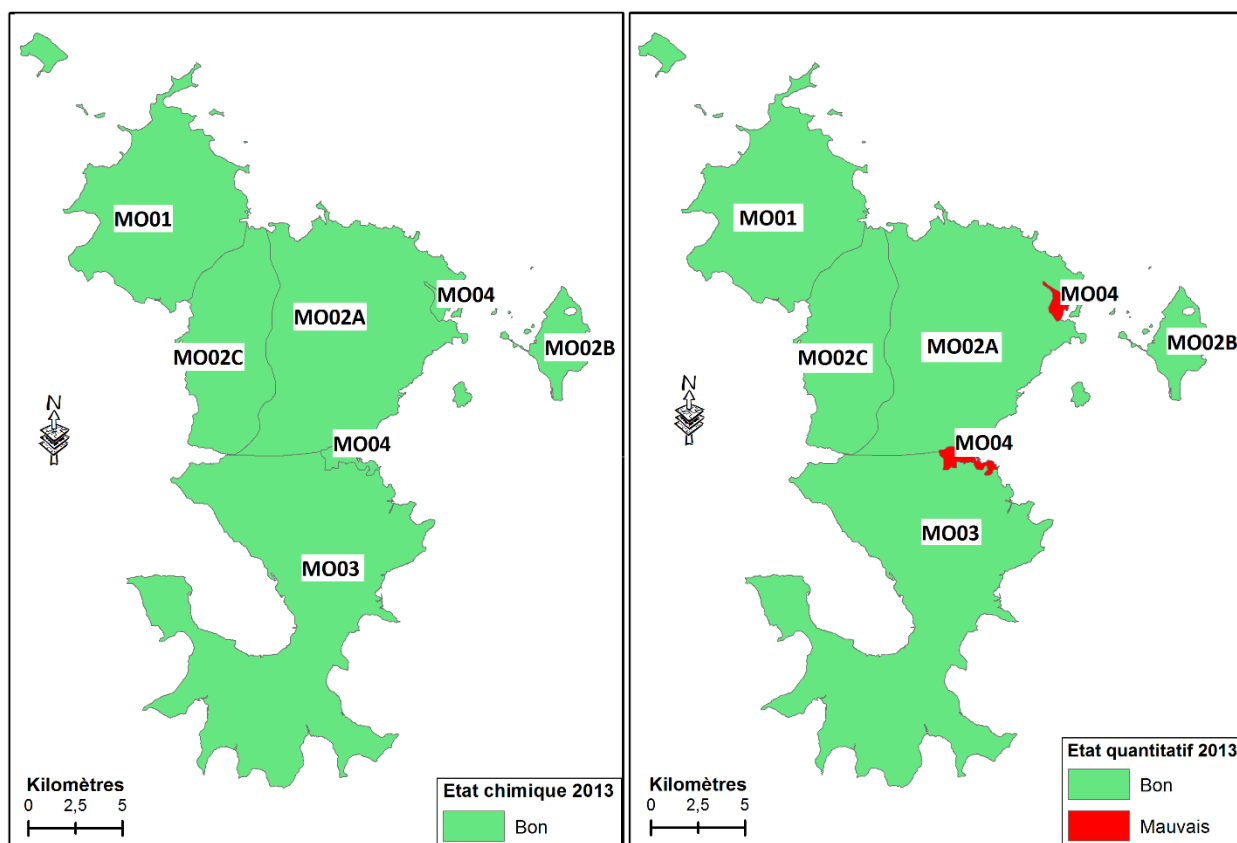 MO01
MO04
MO02A
MO02B
MO02C
N
MO04
MO03
Kilomètres
0 2,5 5
Etat chimique 2013
Bon
MO01
MO04
MO02B
MO02A
MO02C
N
MO04
MO03
Kilomètres
0 2,5 5
Etat quantitatif 2013
Bon
Mauvais